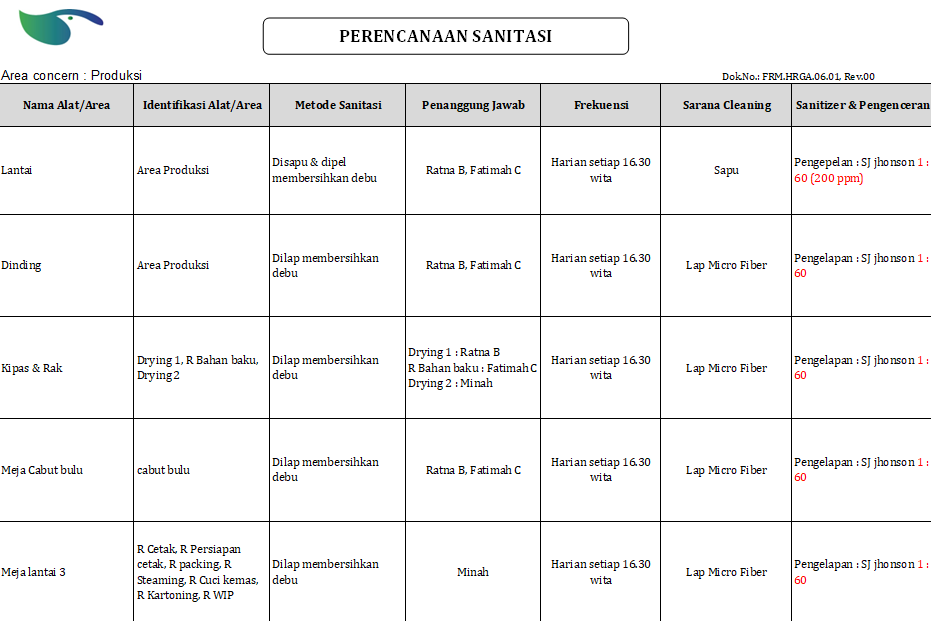 PERENCANAAN SANITASI
Area concern : Produksi
Dok.No.: FRM.HRGA.06.01, Rev.00
Nama Alat/Area Identifikasi Alat/Area Metode Sanitasi Penanggung Jawab Frekuensi Sarana Cleaning Sanitizer & Pengenceran
Lantai
Area Produksi
Disapu & dipel
membersihkan debu
Ratna B, Fatimah C
Harian setiap 16.30
wita
Sapu
Pengepelan : SJ jhonson 1 :
60 (200 ppm)
Dinding
Area Produksi
Dilap membersihkan
debu
Ratna B, Fatimah C
Harian setiap 16.30
wita
Lap Micro Fiber
Pengelapan : SJ jhonson 1 :
60
Kipas & Rak
Drying 1, R Bahan baku,
Drying 2
Dilap membersihkan
debu
Drying 1 : Ratna B
R Bahan baku : Fatimah C
Drying 2 : Minah
Harian setiap 16.30
wita
Lap Micro Fiber
Pengelapan : SJ jhonson 1 :
60
Meja Cabut bulu
cabut bulu
Dilap membersihkan
debu
Ratna B, Fatimah C
Harian setiap 16.30
wita
Lap Micro Fiber
Pengelapan : SJ jhonson 1 :
60
Meja lantai 3
R Cetak, R Persiapan
cetak, R packing, R
Steaming, R Cuci kemas,
R Kartoning, R WIP
Dilap membersihkan
debu
Minah
Harian setiap 16.30
wita
Lap Micro Fiber
Pengelapan : SJ jhonson 1 :
60